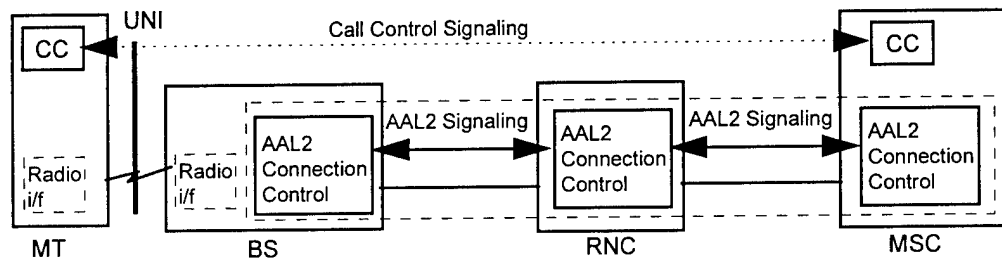 UNI
CC
Call Control Signaling
CC
AAL2 Signaling
AAL2 Signaling
AAL2
Connection
Control
AAL2
Connection
Control
AAL2
Connection
Control
Radio
i/f
Radio
i/f
MT
BS
RNC
MSC